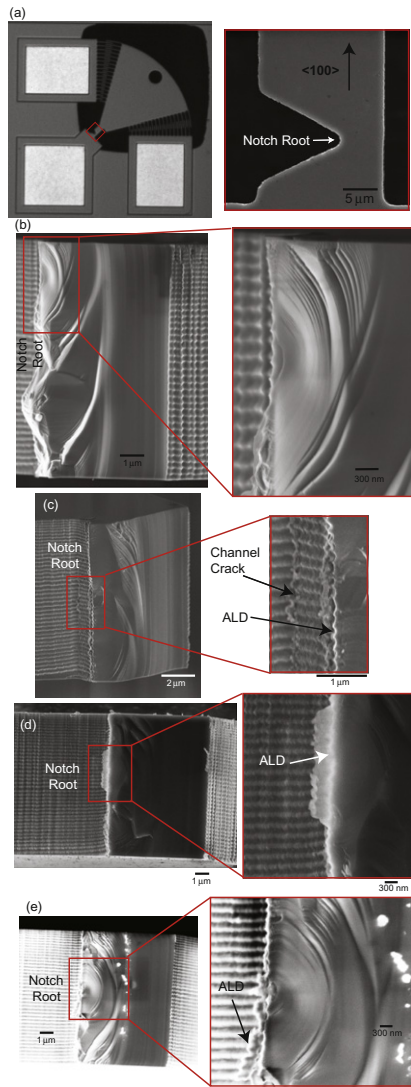 (a)
<100>
Notch Root
5 μm
(b)
Notch
Root
1 μm
300 nm
(c)
Notch
Root
2 μm
Channel
Crack
ALD
1 μm
(d)
Notch
Root
1 μm
ALD
300 nm
(e)
Notch
Root
1 μm
ALD
300 nm